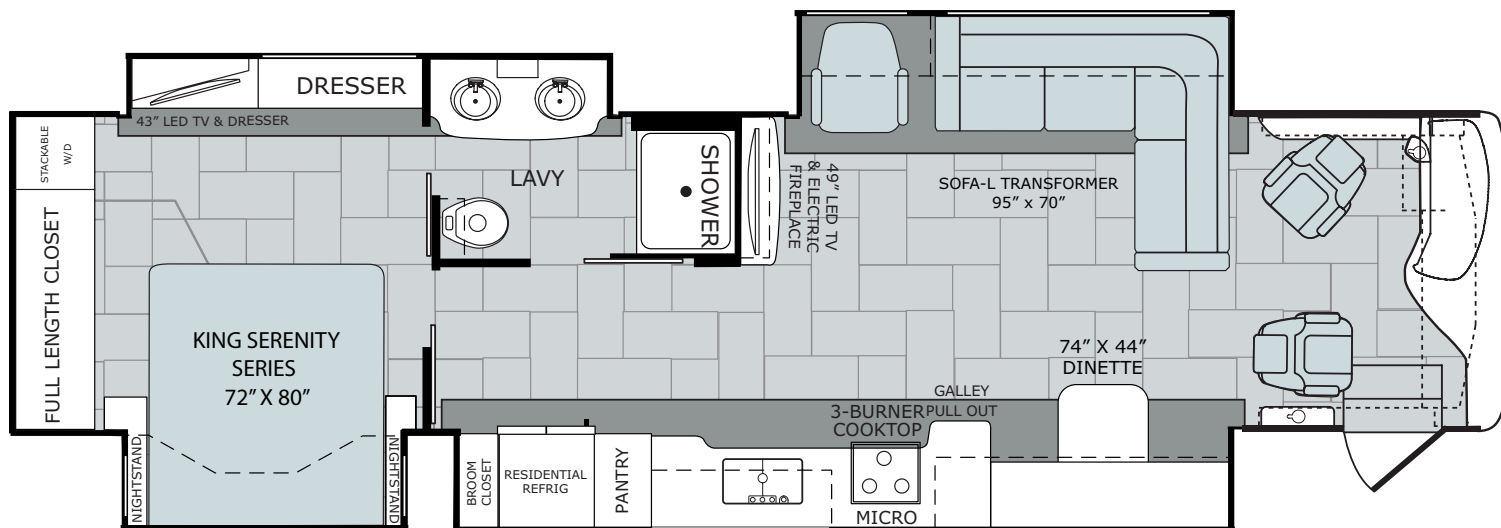 DRESSER
43” LED TV & DRESSER
STACKABLE
W/D
FULL LENGTH CLOSET
KING SERENITY
SERIES
72” X 80”
NIGHTSTAND
NIGHTSTAND
LAVY
SHOWER
49” LED TV
& ELECTRIC
FIREPLACE
SOFA-L TRANSFORMER
95” x 70”
74” X 44”
DINETTE
GALLEY
PULL OUT
3-BURNER
COOKTOP
BROOM
CLOSET
RESIDENTIAL
REFRIG
PANTRY
MICRO